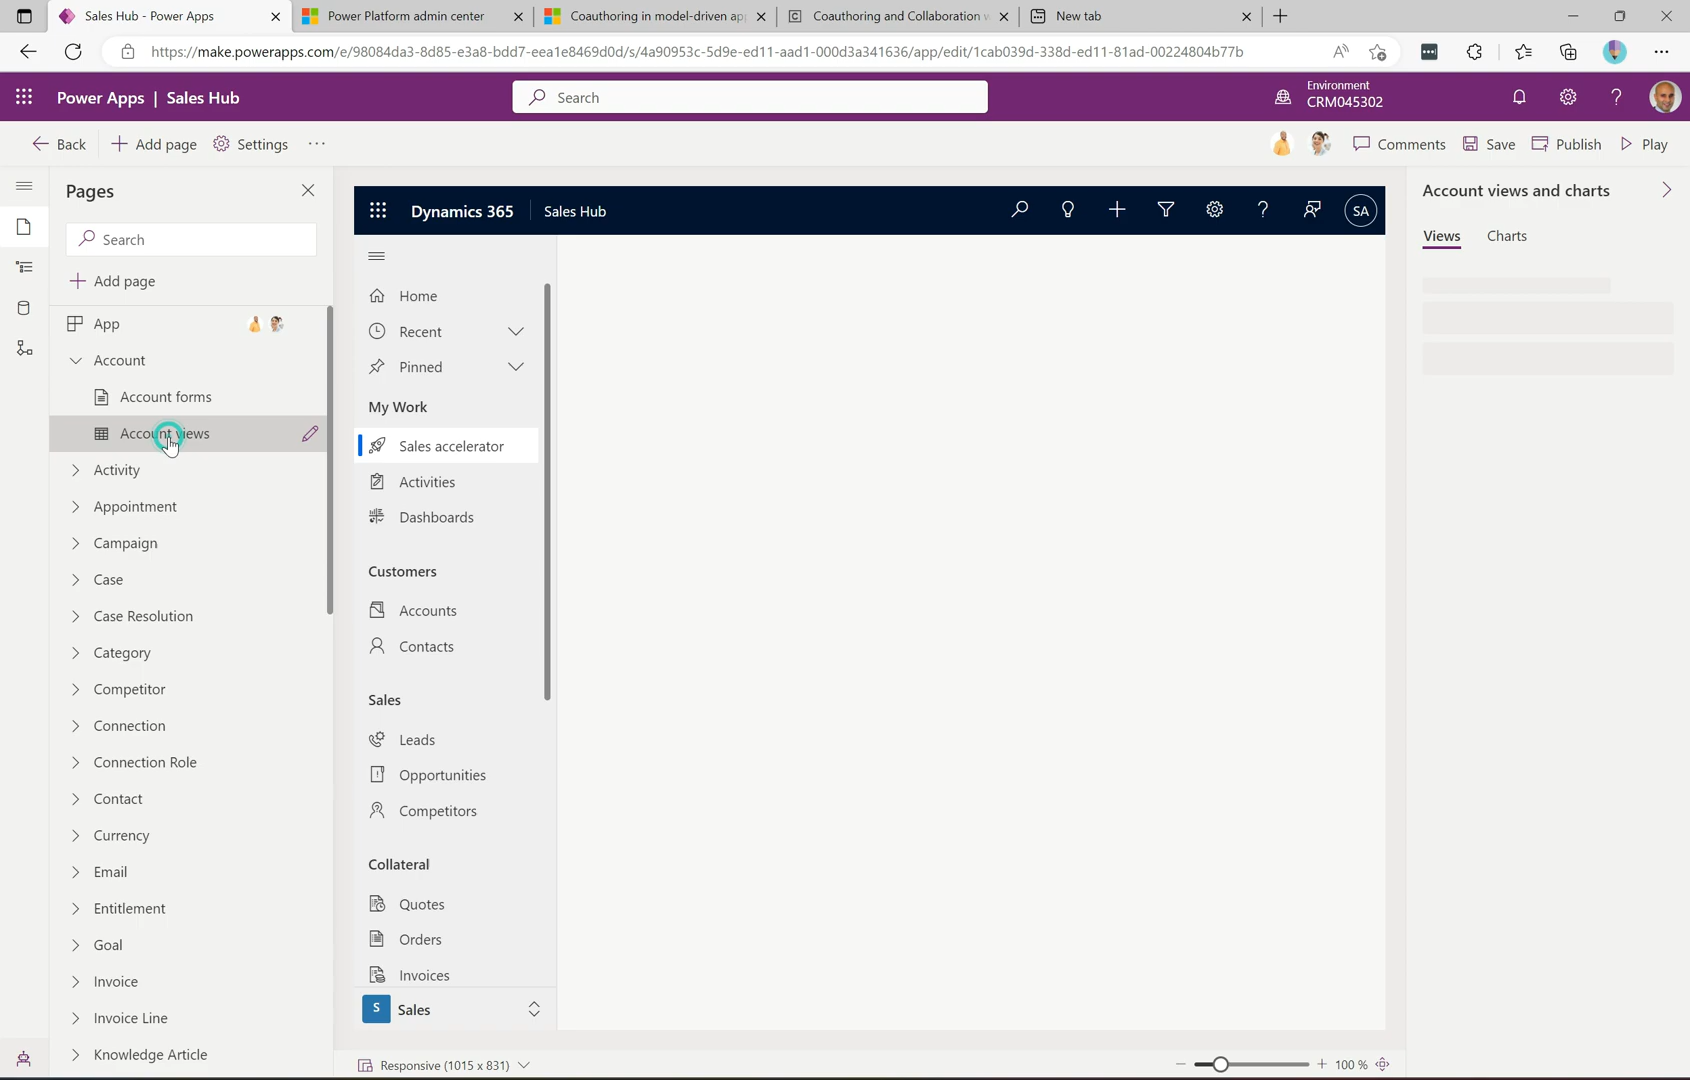 Sales Hub - Power Apps
Power Platform admin center
Coauthoring in model-driven ap
Coauthoring and Collaboration w
New tab
https://make.powerapps.com/e/98084da3-8d85-e3a8-bdd7-eea1e8469d0d/s/4a90953c-5d9e-ed11-aad1-000d3a341636/app/edit/1cab039d-338d-ed11-81ad-00224804b77b
Power Apps | Sales Hub
Search
Environment
CRM045302
Back
Add page
Settings
Comments
Save
Publish
Play
Pages
Search
Add page
App
Account
Account forms
Account views
Activity
Appointment
Campaign
Case
Case Resolution
Category
Competitor
Connection
Connection Role
Contact
Currency
Email
Entitlement
Goal
Invoice
Invoice Line
Knowledge Article
Dynamics 365
Sales Hub
SA
Home
Recent
Pinned
My Work
Sales accelerator
Activities
Dashboards
Customers
Accounts
Contacts
Sales
Leads
Opportunities
Competitors
Collateral
Quotes
Orders
Invoices
S
Sales
Responsive (1015 x 831)
100 %
Account views and charts
Views
Charts